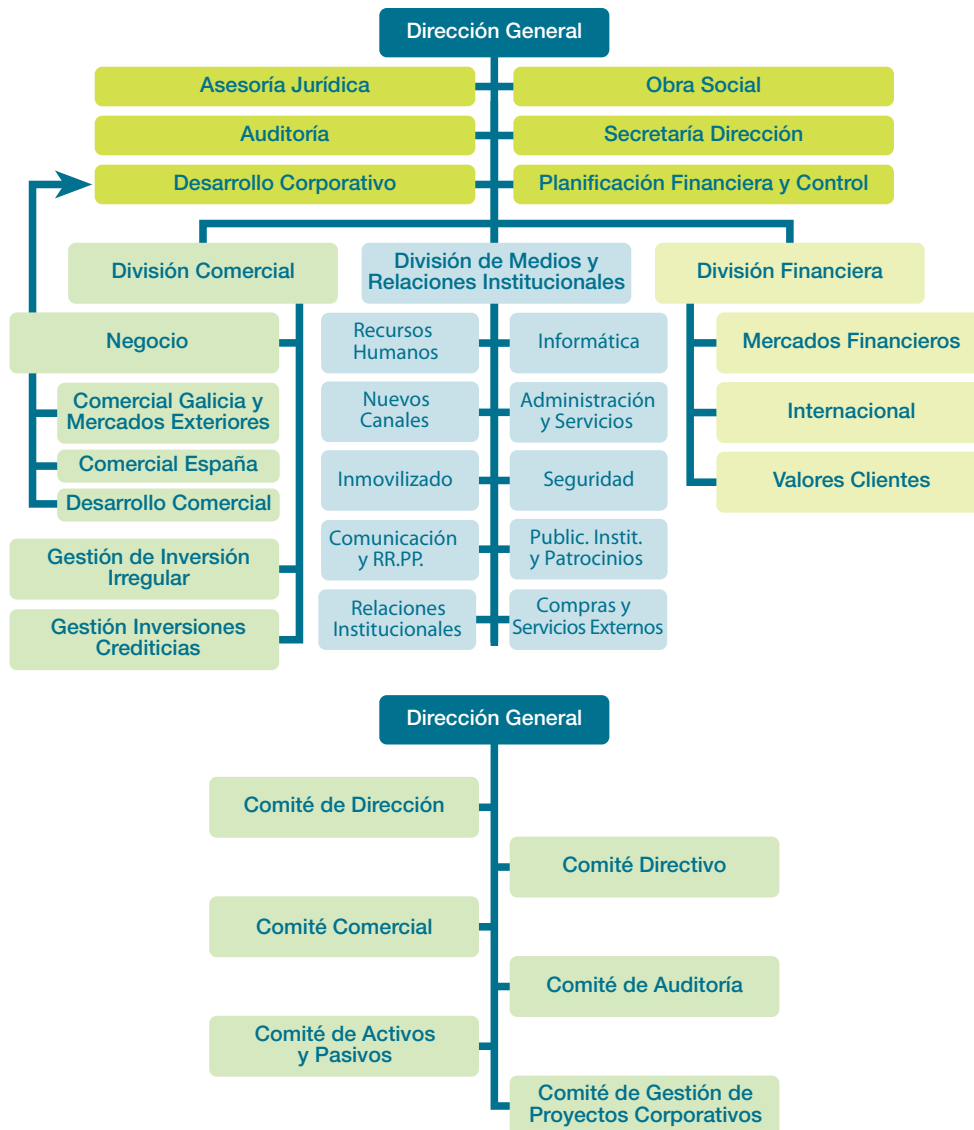 Dirección General
Asesoría Jurídica
Obra Social
Auditoría
Secretaría Dirección
Desarrollo Corporativo
Planificación Financiera y Control
División Comercial
División de Medios y
Relaciones Institucionales
División Financiera
Negocio
Comercial Galicia y
Mercados Exteriores
Comercial España
Desarrollo Comercial
Gestión de Inversión
Irregular
Gestión Inversiones
Crediticias
Recursos
Humanos
Informática
Nuevos
Canales
Administración
y Servicios
Inmovilizado
Seguridad
Comunicación
y RR.PP.
Public. Instit.
y Patrocinios
Relaciones
Institucionales
Compras y
Servicios Externos
Mercados Financieros
Internacional
Valores Clientes
Dirección General
Comité de Dirección
Comité Directivo
Comité Comercial
Comité de Auditoría
Comité de Activos
y Pasivos
Comité de Gestión de
Proyectos Corporativos